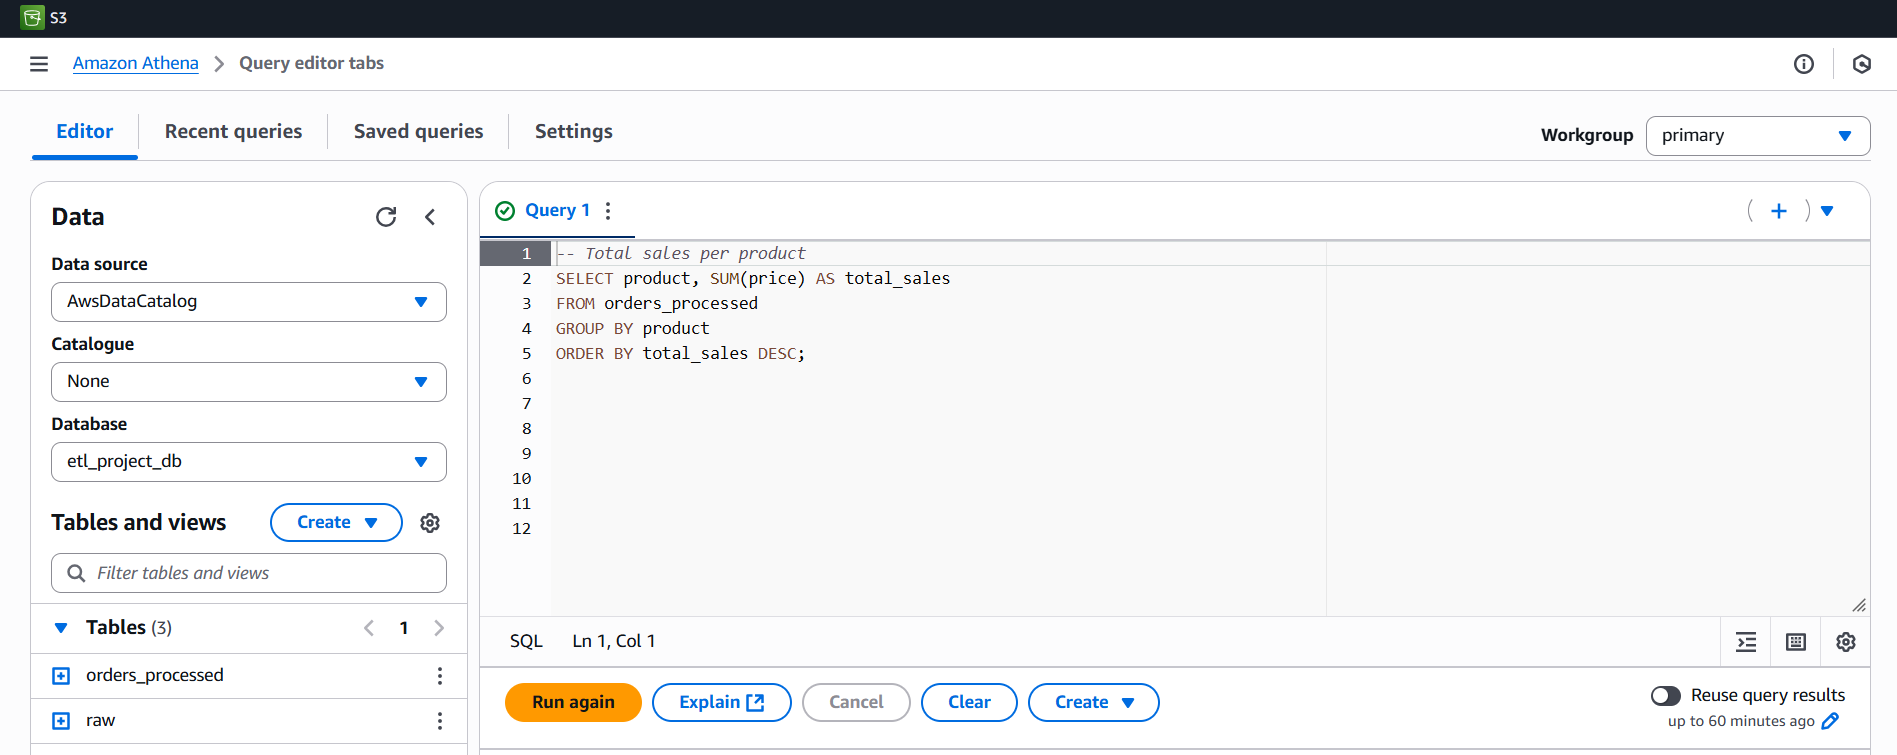 S3
Amazon Athena > Query editor tabs
Editor
Recent queries
Saved queries
Settings
Workgroup
primary
Data
Data source
AwsDataCatalog
Catalogue
None
Database
etl_project_db
Tables and views
Create
Filter tables and views
Tables (3)
1
orders_processed
raw
Query 1
1 -- Total sales per product
2 SELECT product, SUM(price) AS total_sales
3 FROM orders_processed
4 GROUP BY product
5 ORDER BY total_sales DESC;
6
7
8
9
10
11
12
SQL
Ln 1, Col 1
Run again
Explain
Cancel
Clear
Create
Reuse query results
up to 60 minutes ago